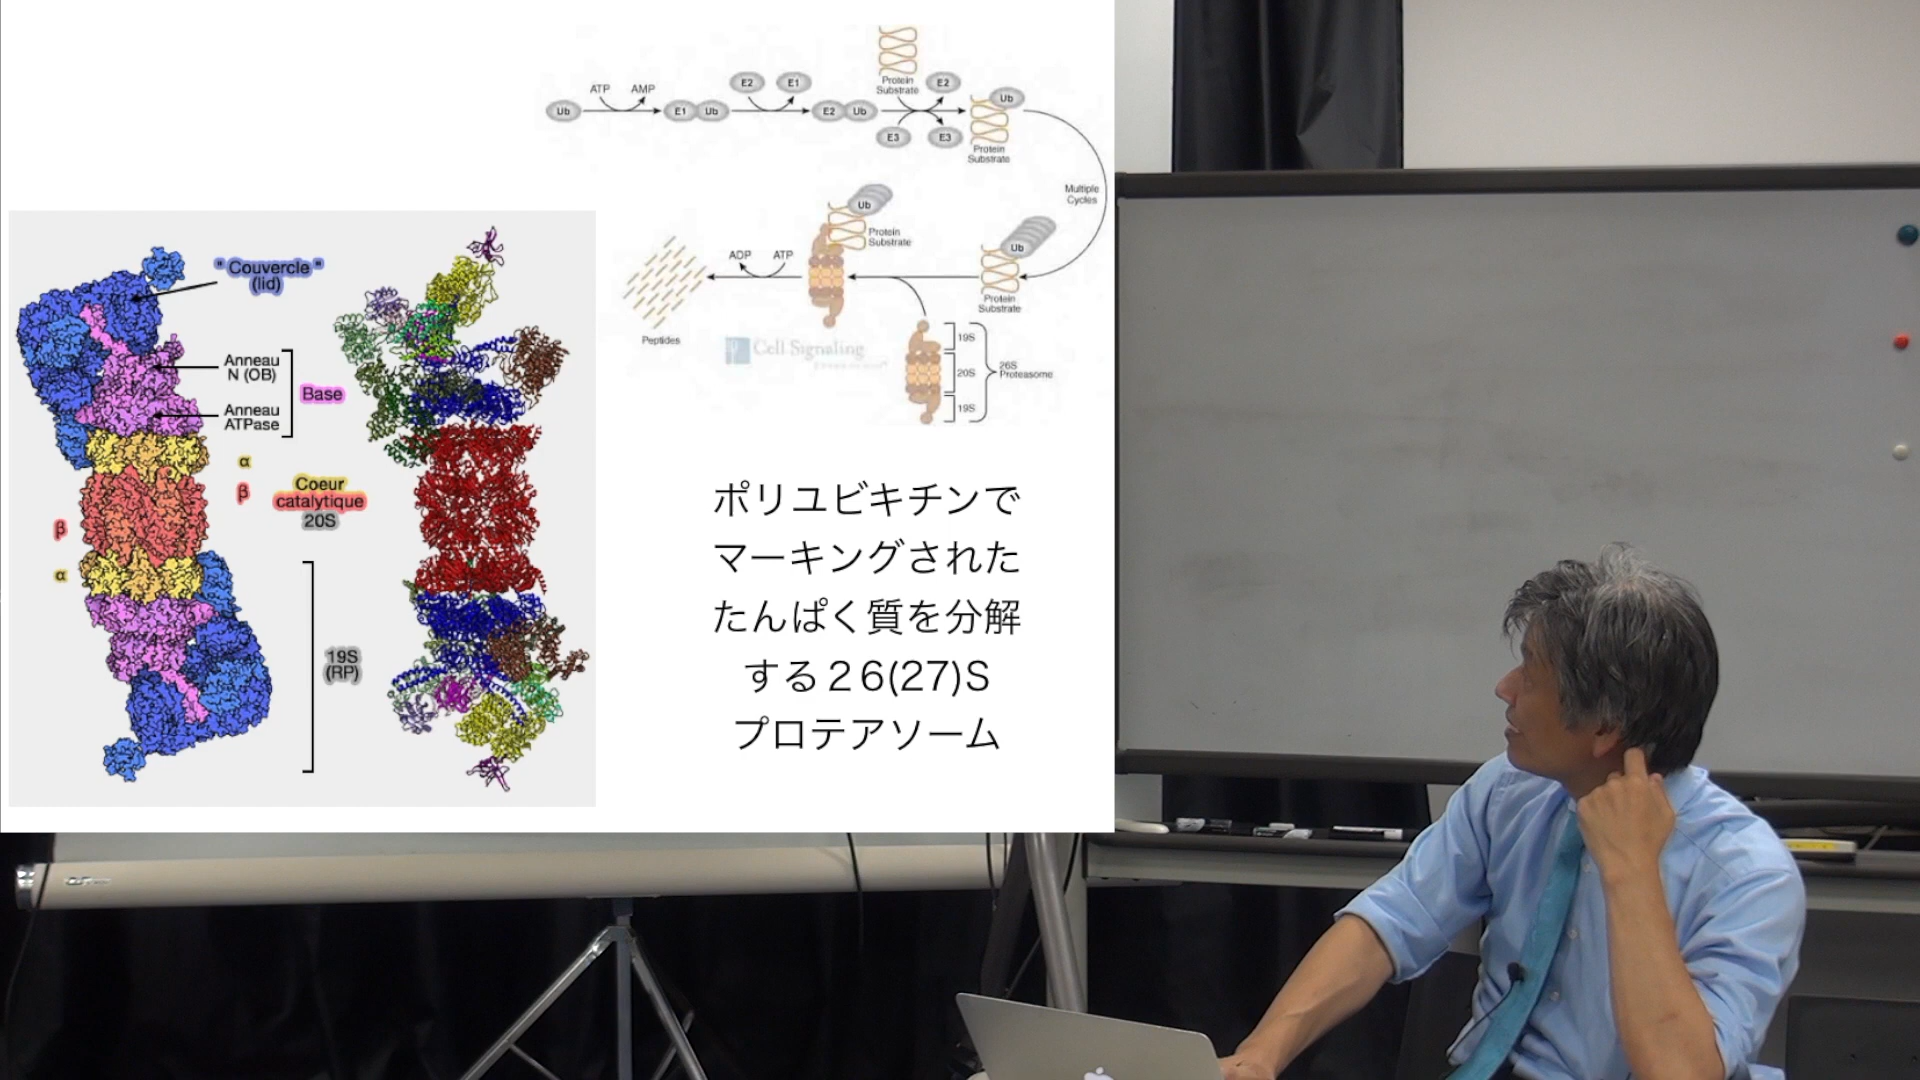 Protein
Substrate
ATP AMP
E2 E1
E2
Ub
E1 Ub
E2 Ub
Ub
E3 E3
Protein
Substrate
Multiple
Cycles
Ub
Protein
Substrate
Ub
ADP ATP
Protein
Substrate
Peptides
Cell Signaling
19S
20S
26S
Proteasome
19S
" Couvercle "
(lid)
Anneau
N (OB)
Base
Anneau
ATPase
α
β
Coeur
catalytique
20S
β
α
19S
(RP)
ポリユビキチンで
マーキングされた
たんぱく質を分解
する２６(27)S
プロテアソーム